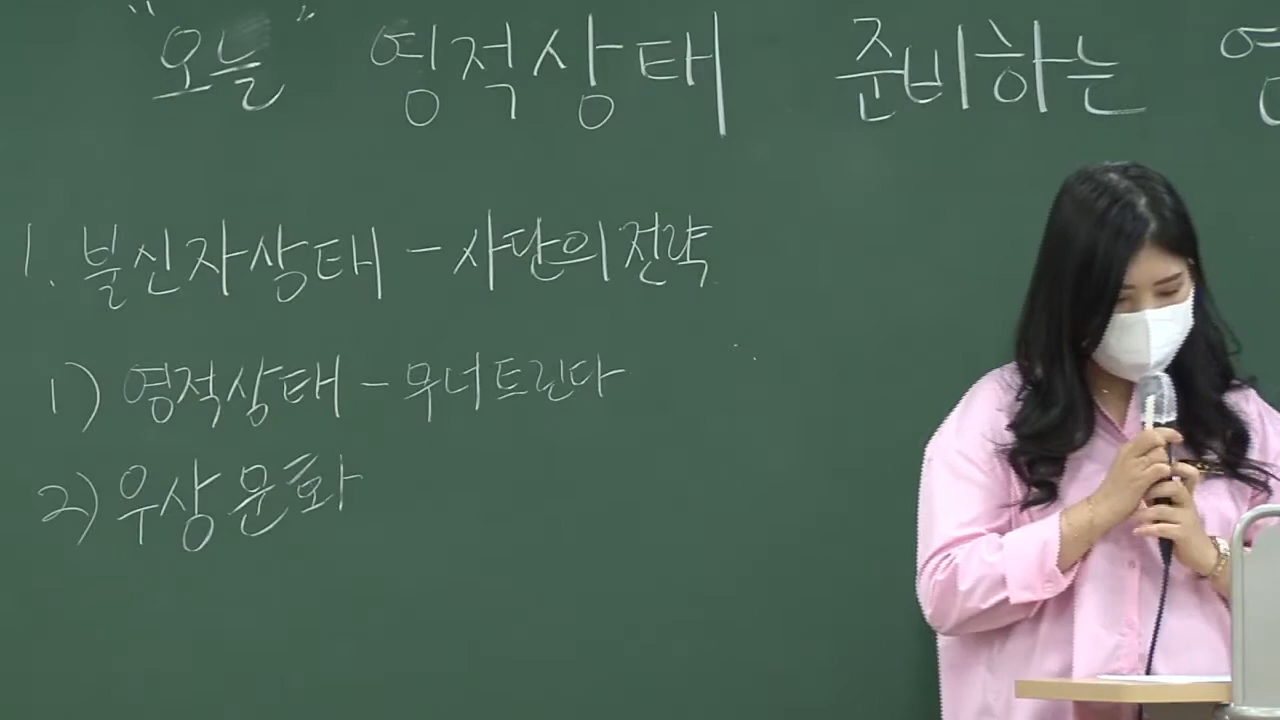 "오늘" 영적상태 준비하는
1. 불신자상태 - 사단의 전략
1) 영적상태 - 무너트린다
2) 우상문화